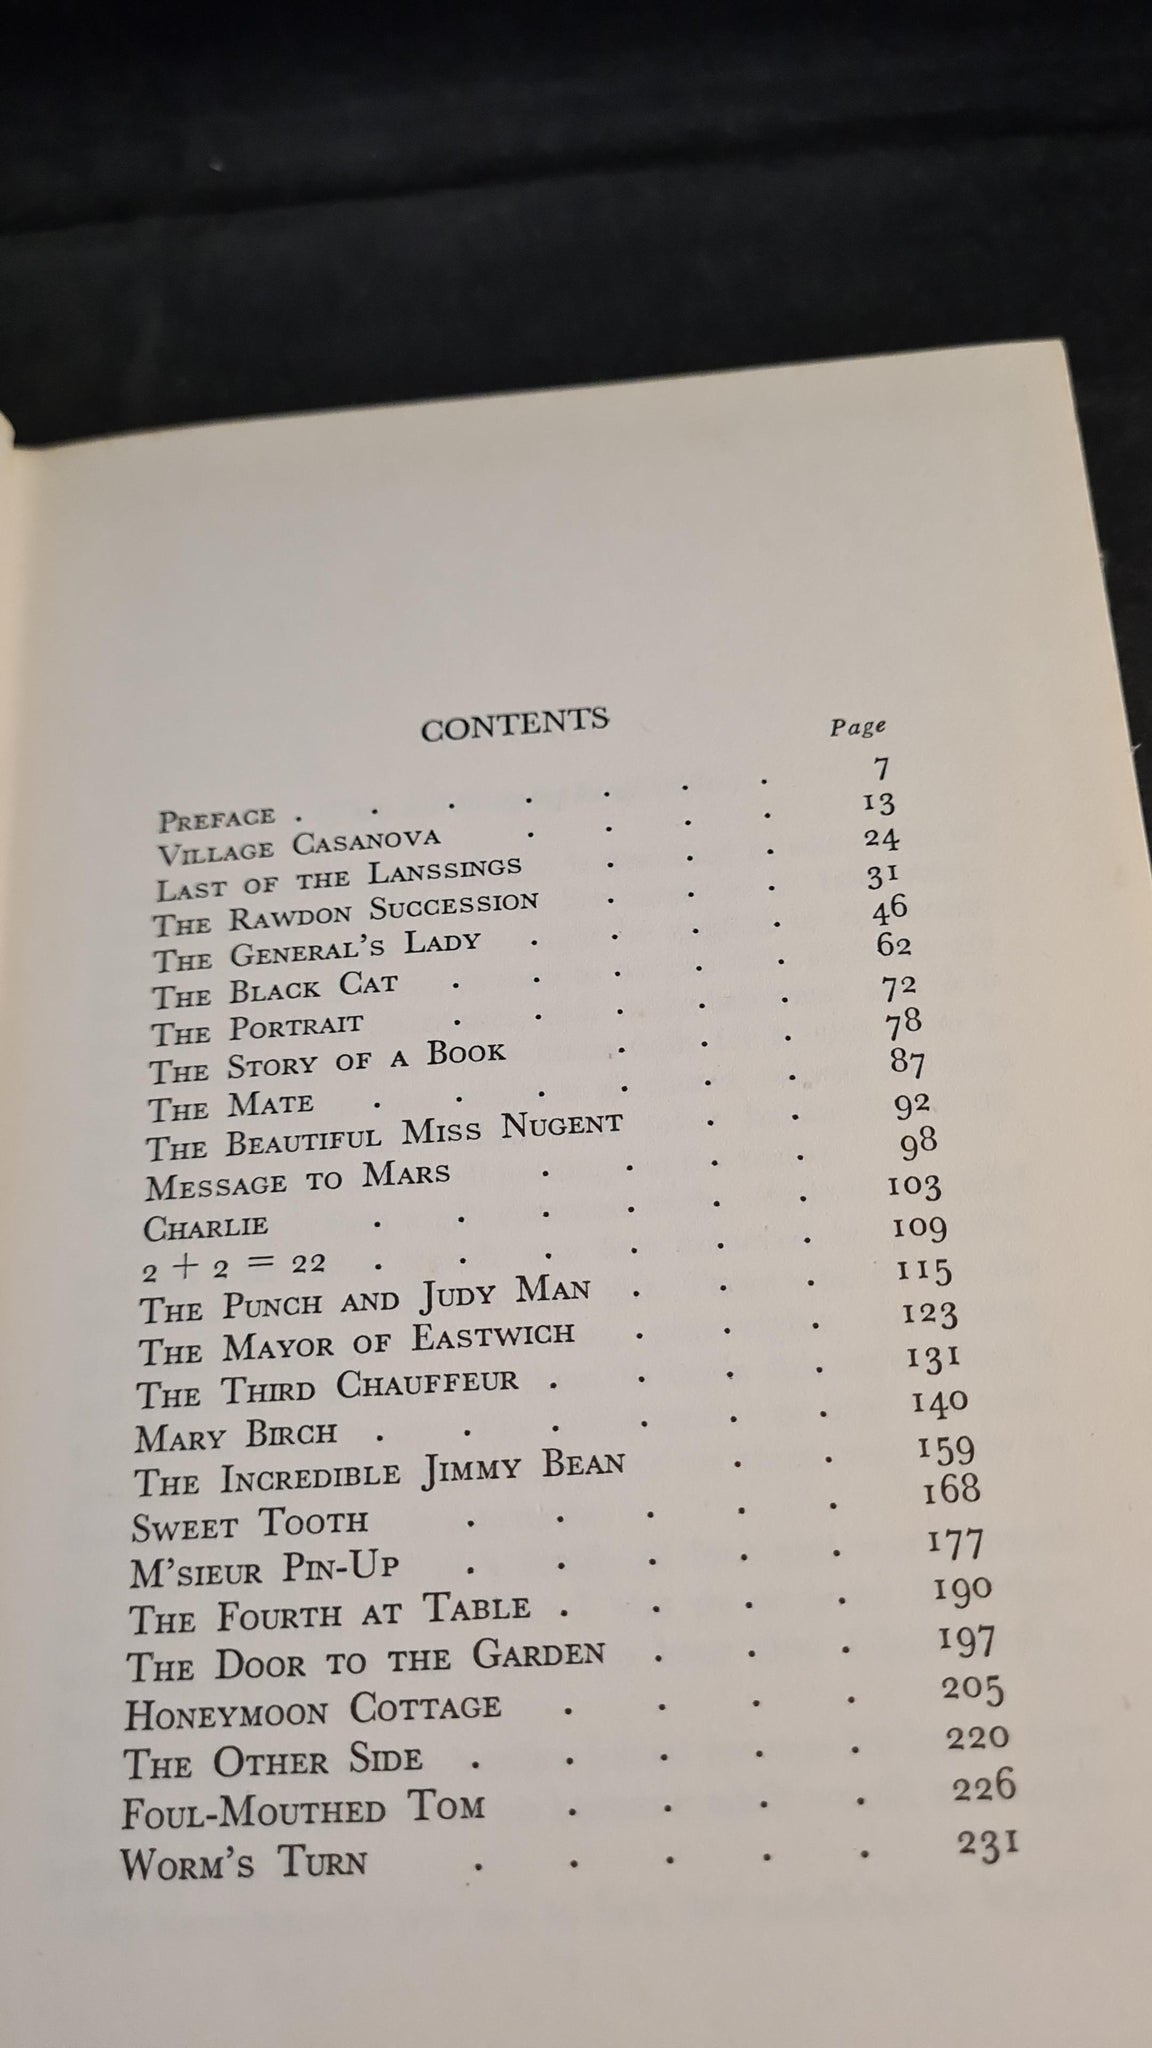 CONTENTS
Page
PREFACE . . . . . . . 7
VILLAGE CASANOVA . . . . 13
LAST OF THE LANSSINGS . . . 24
THE RAWDON SUCCESSION . . . 31
THE GENERAL'S LADY . . . . 46
THE BLACK CAT . . . . . 62
THE PORTRAIT . . . . . 72
THE STORY OF A BOOK . . . 78
THE MATE . . . . . . 87
THE BEAUTIFUL MISS NUGENT . . 92
MESSAGE TO MARS . . . . 98
CHARLIE . . . . . . 103
2 + 2 = 22 . . . . . . 109
THE PUNCH AND JUDY MAN . . . 115
THE MAYOR OF EASTWICH . . . 123
THE THIRD CHAUFFEUR . . . . 131
MARY BIRCH . . . . . . 140
THE INCREDIBLE JIMMY BEAN . . 159
SWEET TOOTH . . . . . 168
M'SIEUR PIN-UP . . . . . 177
THE FOURTH AT TABLE . . . . 190
THE DOOR TO THE GARDEN . . . 197
HONEYMOON COTTAGE . . . . 205
THE OTHER SIDE . . . . . 220
FOUL-MOUTHED TOM . . . . 226
WORM'S TURN . . . . . 231